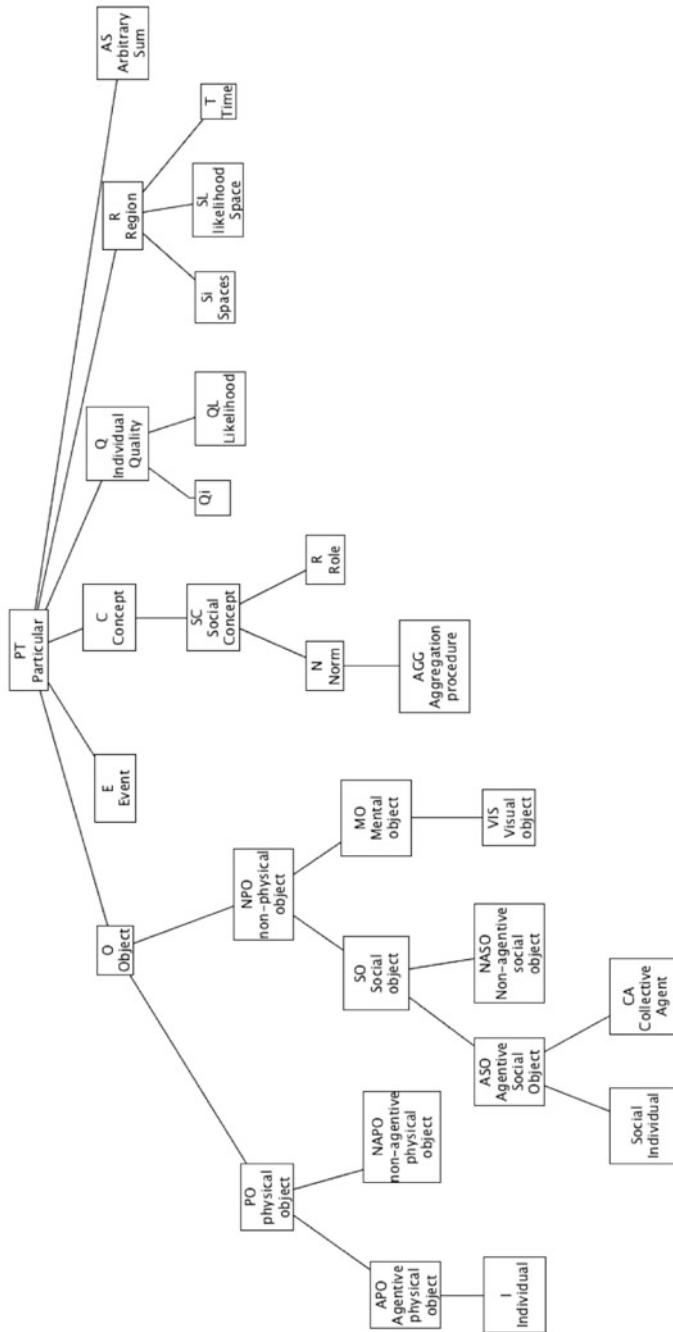 PT
Particular
O
Object
E
Event
C
Concept
Q
Individual
Quality
R
Region
AS
Arbitrary
Sum
PO
physical
object
NPO
non-physical
object
SC
Social
Concept
Qi
QL
Likelihood
Si
Spaces
SL
likelihood
Space
T
Time
APO
Agentive
physical
object
NAPO
non-agentive
physical
object
SO
Social
object
MO
Mental
object
N
Norm
R
Role
I
Individual
ASO
Agentive
Social
Object
NASO
Non-agentive
social
object
VIS
Visual
object
AGG
Aggregation
procedure
Social
Individual
CA
Collective
Agent